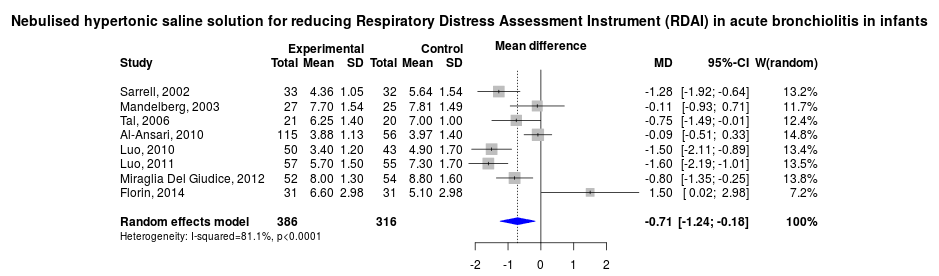 Nebulised hypertonic saline solution for reducing Respiratory Distress Assessment Instrument (RDAI) in acute bronchiolitis in infants
Experimental Control Mean difference
Study Total Mean SD Total Mean SD MD 95%-CI W(random)
Sarrell, 2002 33 4.36 1.05 32 5.64 1.54 -1.28 [-1.92; -0.64) 13.2%
Mandelberg, 2003 27 7.70 1.54 25 7.81 1.49 -0.11 [-0.93; 0.71] 11.7%
Tal, 2006 21 6.25 1.40 20 7.00 1.00 -0.75 [-1.49; -0.01] 12.4%
Al-Ansari, 2010 115 3.88 1.13 56 3.97 1.40 -0.09 [-0.51; 0.33] 14.8%
Luo, 2010 50 3.40 1.20 43 4.90 1.70 -1.50 [-2.11; -0.89] 13.4%
Luo, 2011 57 5.70 1.50 55 7.30 1.70 -1.60 [-2.19; -1.01] 13.5%
Miraglia Del Giudice, 2012 52 8.00 1.30 54 8.80 1.60 -0.80 [-1.35; -0.25] 13.8%
Florin, 2014 31 6.60 2.98 31 5.10 2.98 1.50 [ 0.02; 2.98] 7.2%
Random effects model 386 316 -0.71 [-1.24; -0.18] 100%
Heterogeneity: I-squared=81.1%, p<0.0001
-2 -1 0 1 2